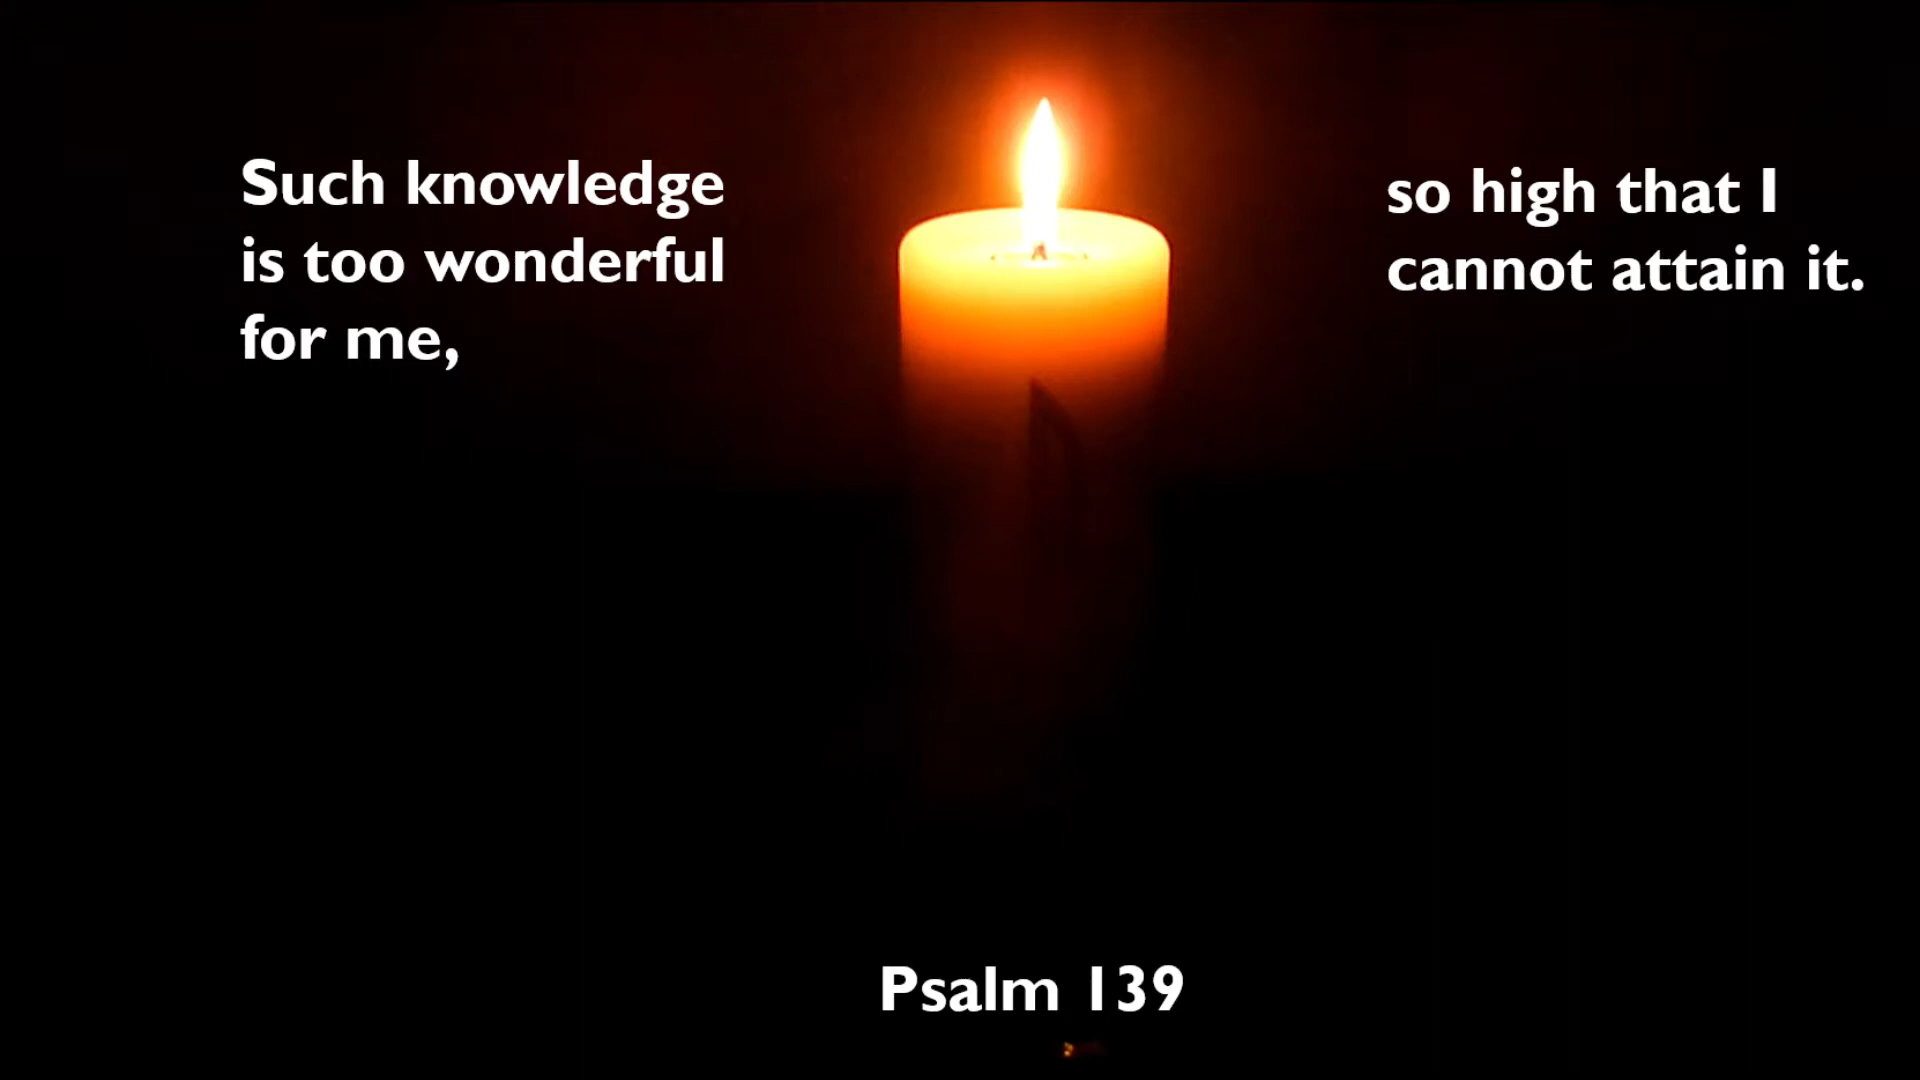 Such knowledge
is too wonderful
for me,
so high that I
cannot attain it.
Psalm 139